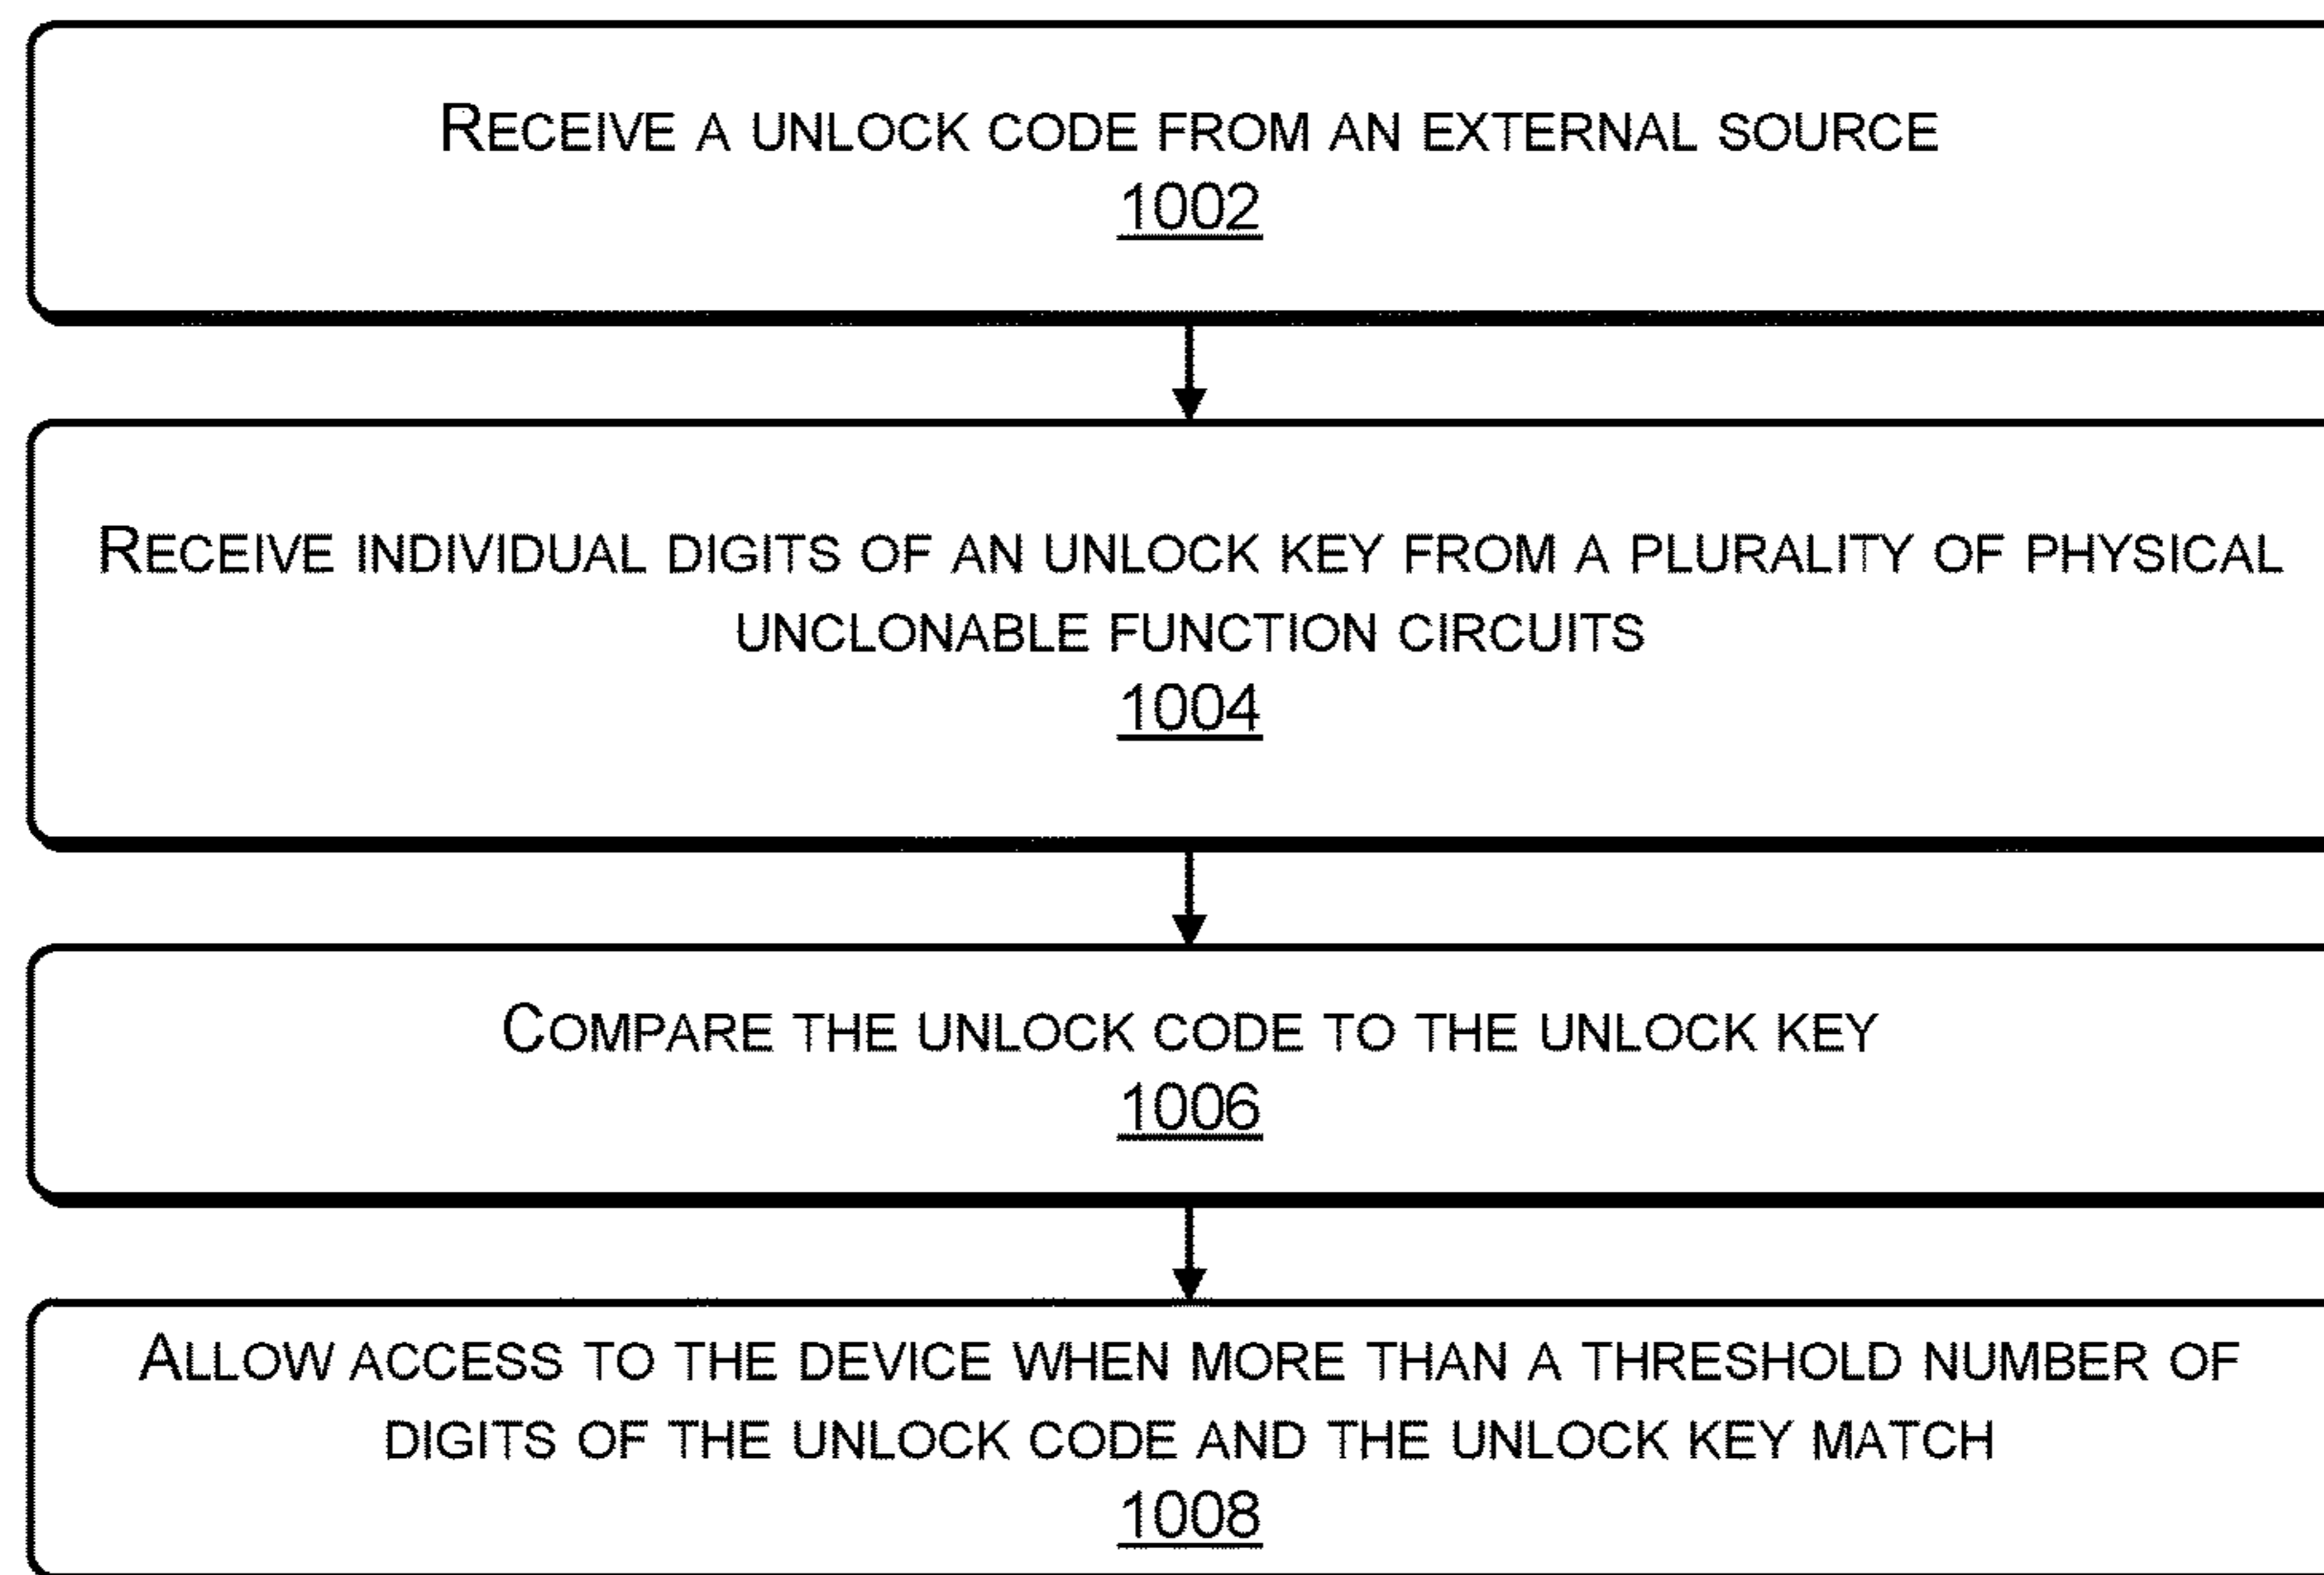 RECEIVE A UNLOCK CODE FROM AN EXTERNAL SOURCE
1002
RECEIVE INDIVIDUAL DIGITS OF AN UNLOCK KEY FROM A PLURALITY OF PHYSICAL
UNCLONABLE FUNCTION CIRCUITS
1004
COMPARE THE UNLOCK CODE TO THE UNLOCK KEY
1006
ALLOW ACCESS TO THE DEVICE WHEN MORE THAN A THRESHOLD NUMBER OF
DIGITS OF THE UNLOCK CODE AND THE UNLOCK KEY MATCH
1008